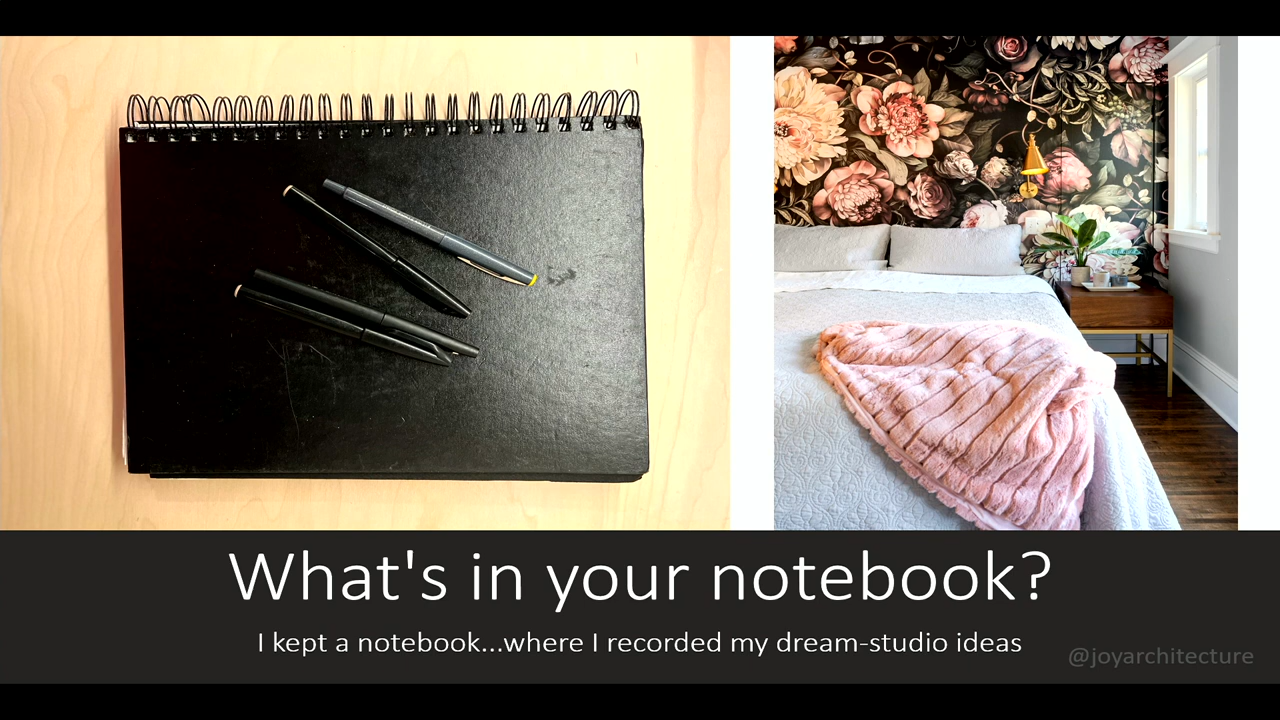 What's in your notebook?
I kept a notebook...where I recorded my dream-studio ideas
@joyarchitecture